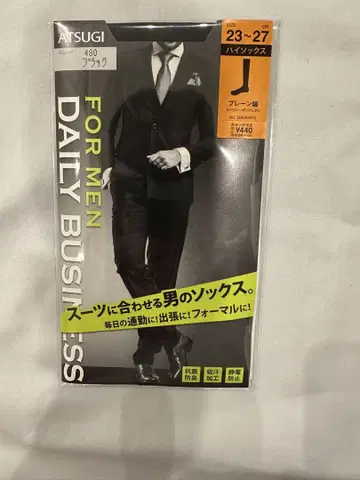 ATSUGI
480
ブラック
FOR MEN
DAILY BUSINESS
SIZE
cm
23~27
ハイソックス
プレーン編
¥440
スーツに合わせる男のソックス。
毎日の通勤に!出張に!フォーマルに!
抗菌
防臭
吸汗
加工
静電
防止